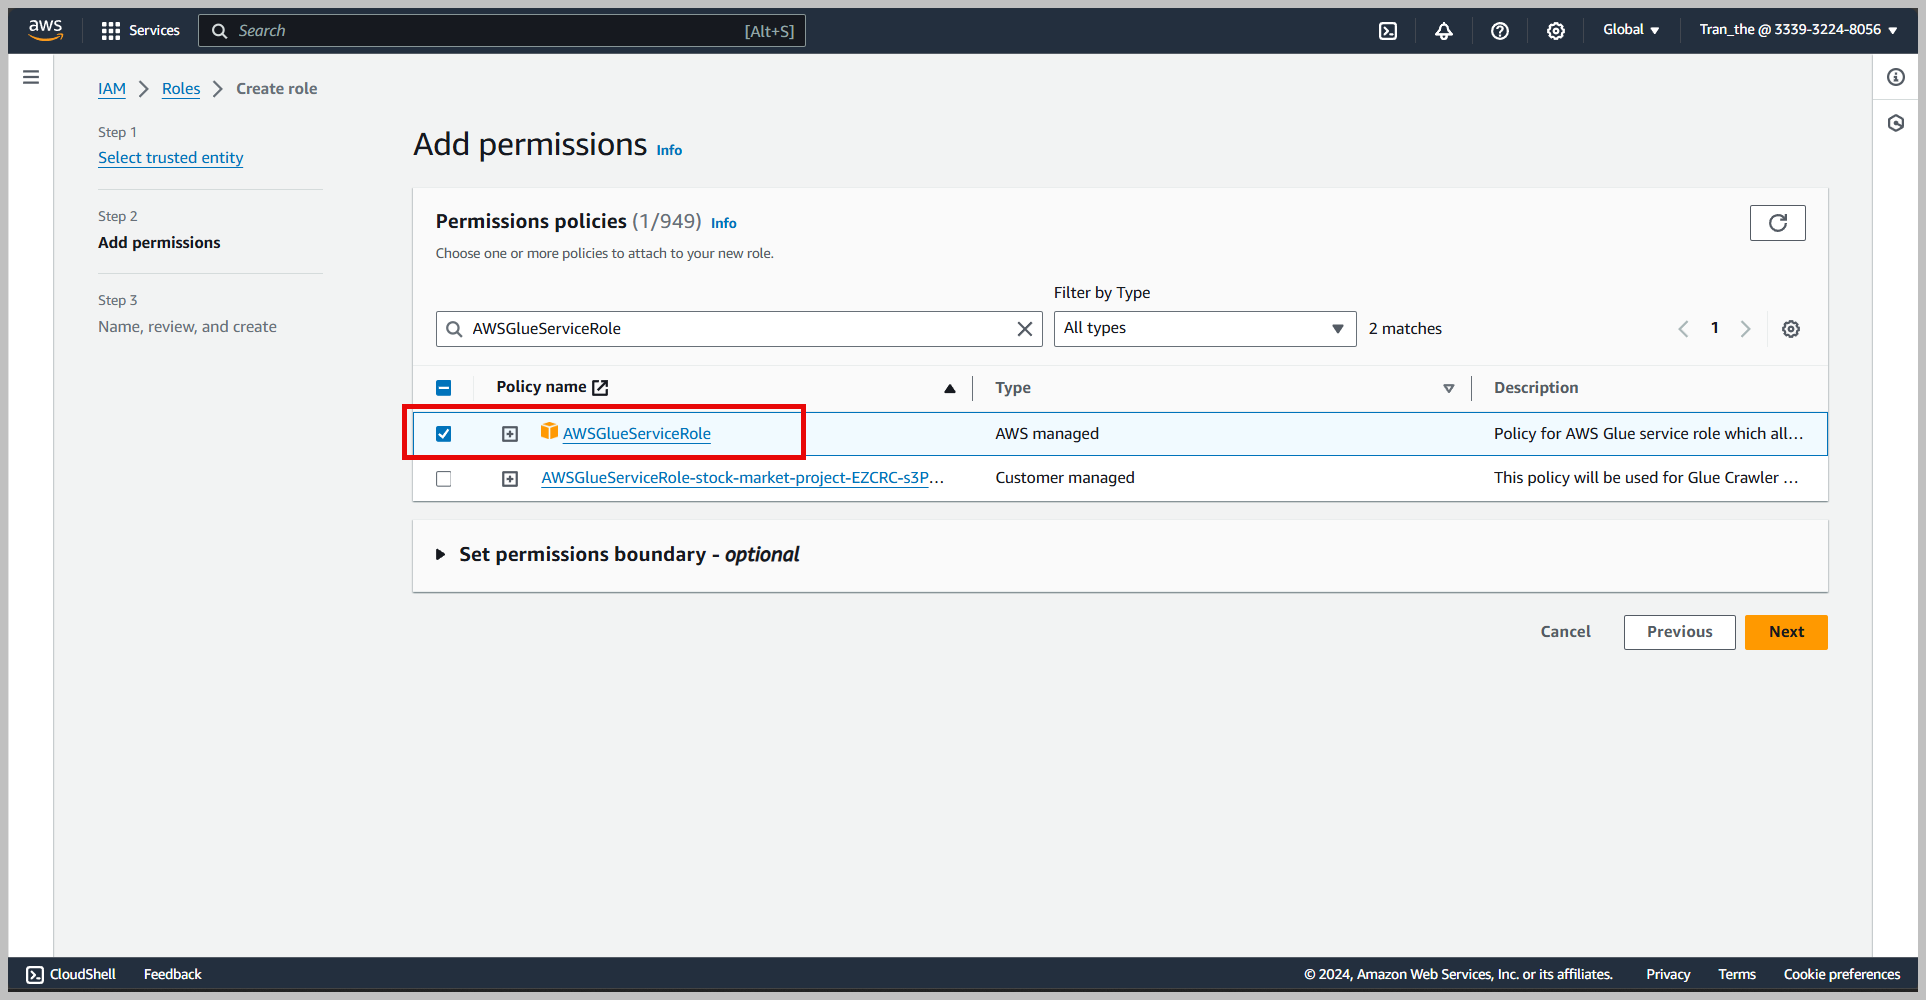 aws
Services
Search
[Alt+S]
Global
Tran_the @ 3339-3224-8056
IAM
Roles
Create role
Step 1
Select trusted entity
Step 2
Add permissions
Step 3
Name, review, and create
Add permissions Info
Permissions policies (1/949) Info
Choose one or more policies to attach to your new role.
Filter by Type
AWSGlueServiceRole
All types
2 matches
1
Policy name
Type
Description
AWSGlueServiceRole
AWS managed
Policy for AWS Glue service role which all...
AWSGlueServiceRole-stock-market-project-EZCRC-s3P...
Customer managed
This policy will be used for Glue Crawler ...
Set permissions boundary - optional
Cancel
Previous
Next
CloudShell
Feedback
© 2024, Amazon Web Services, Inc. or its affiliates.
Privacy
Terms
Cookie preferences